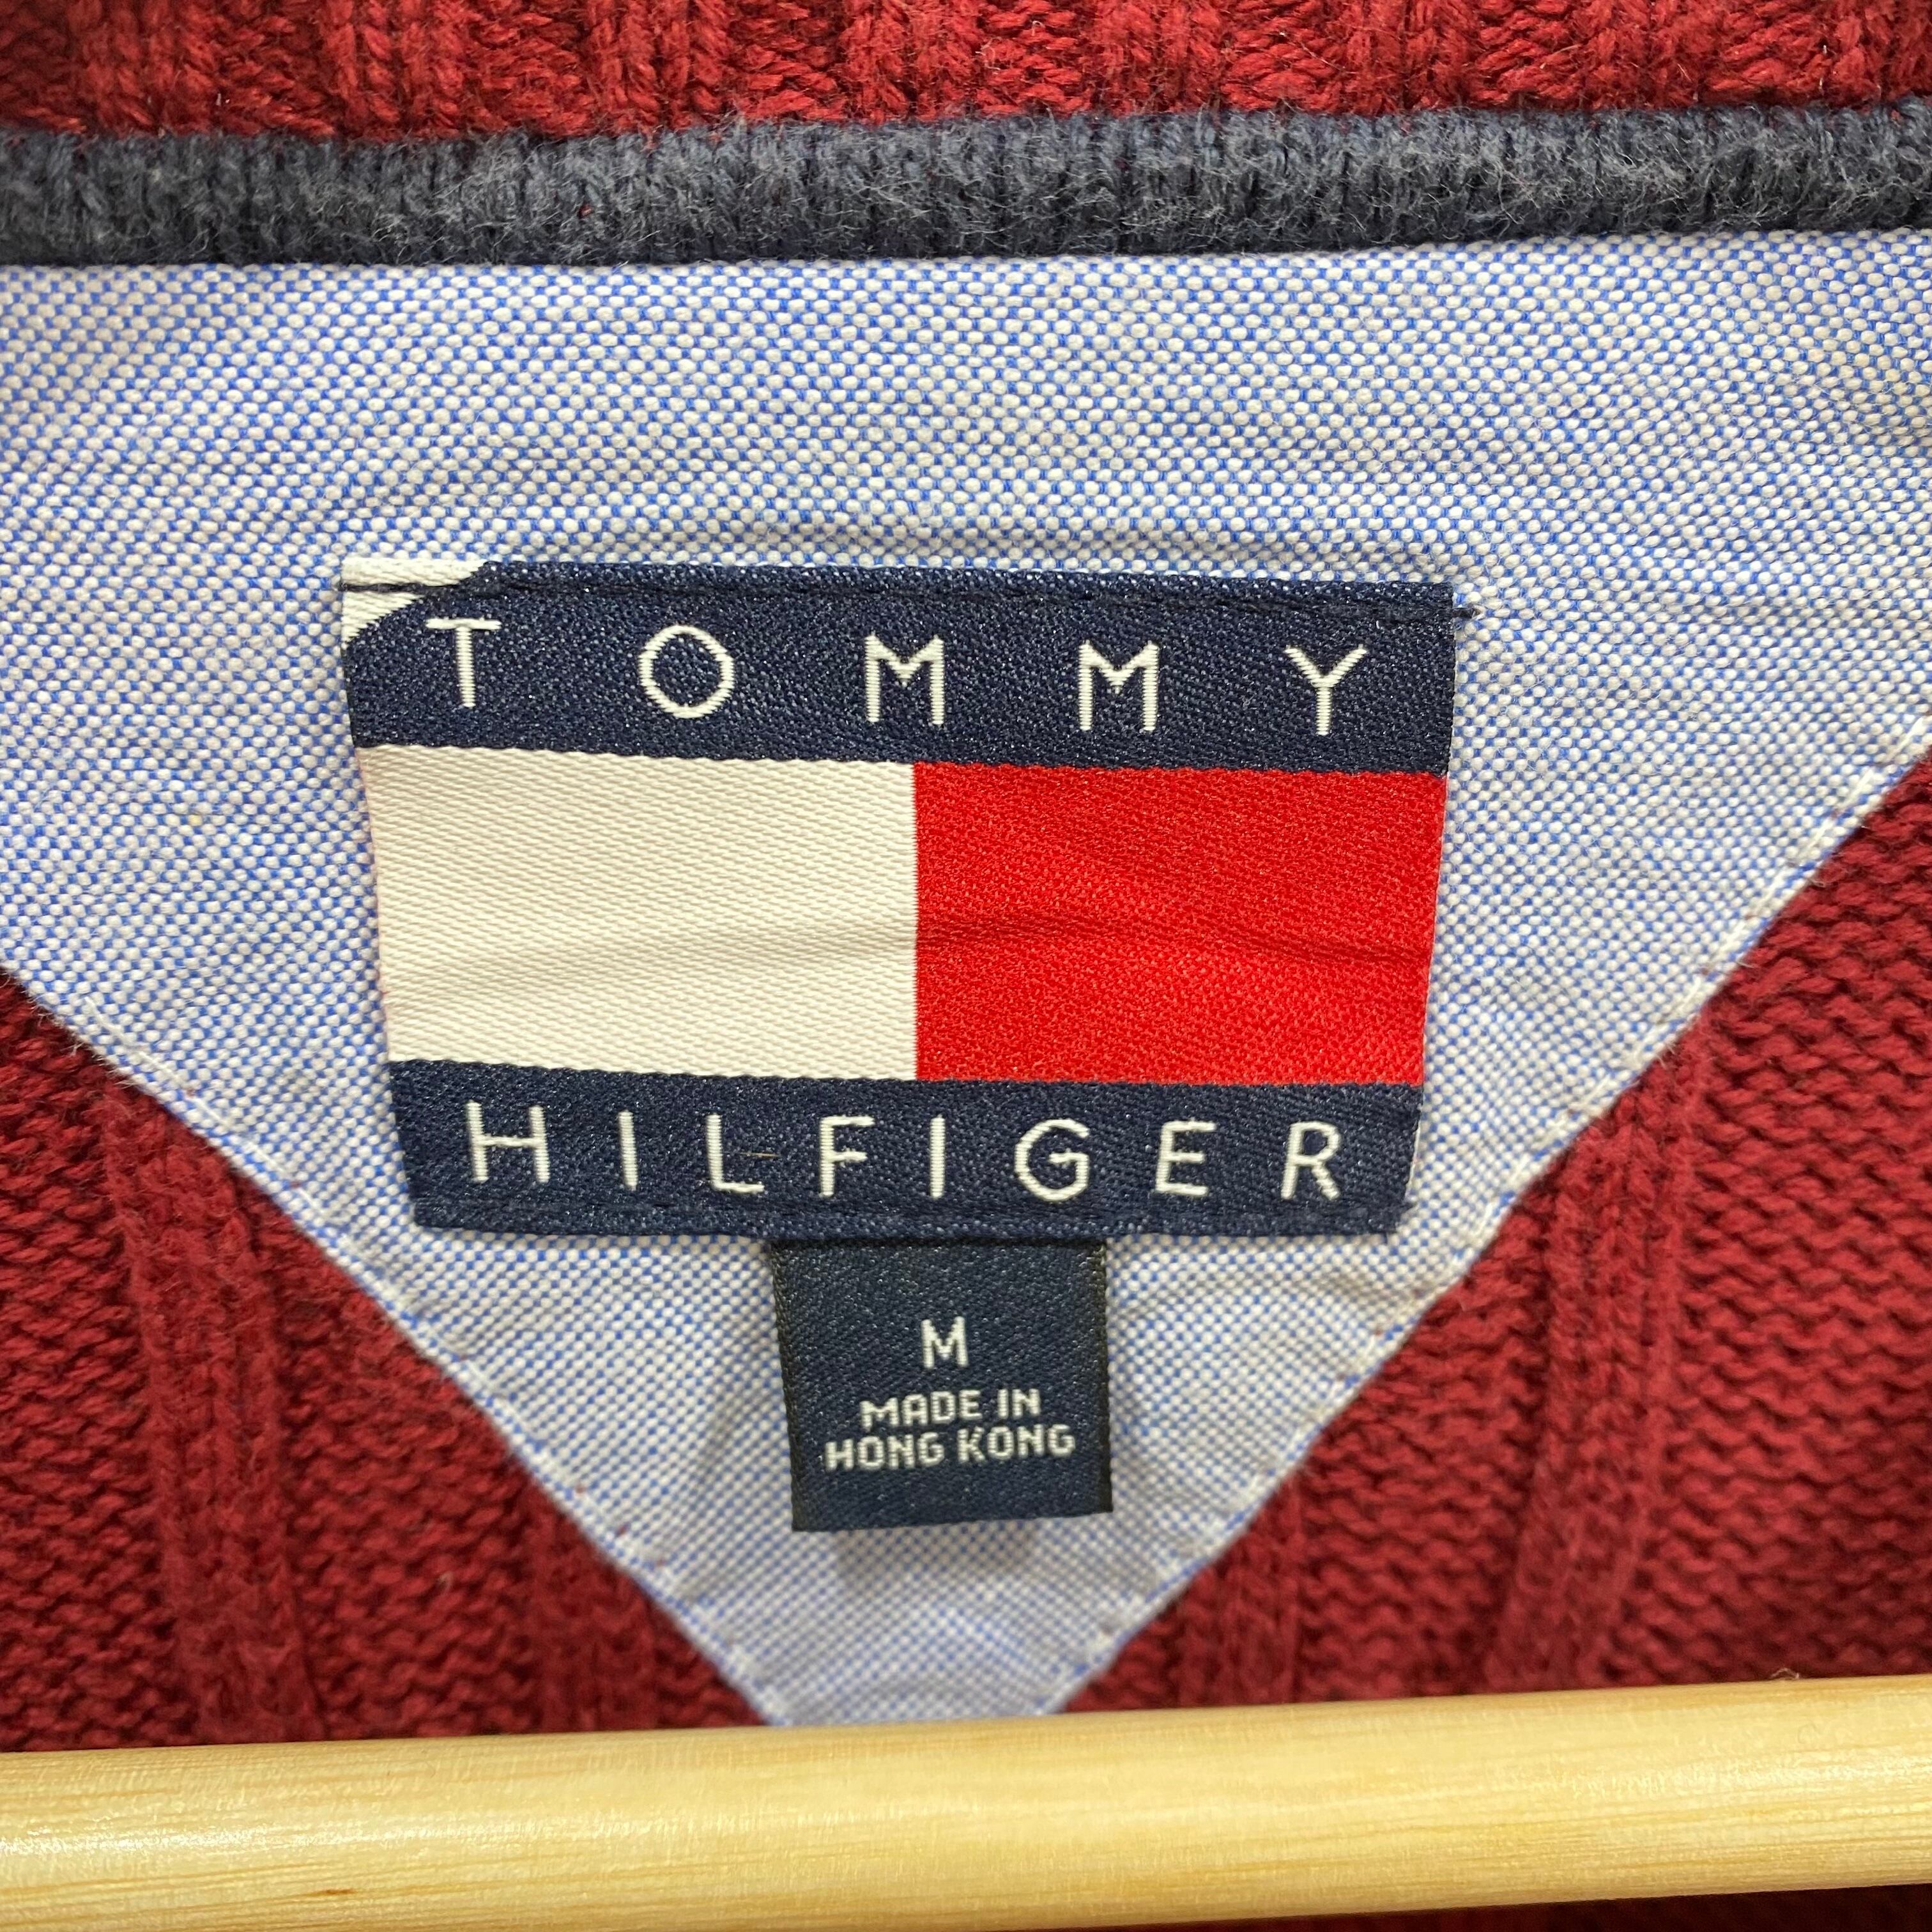 TOMMY
HILFIGER
M
MADE IN
HONG KONG